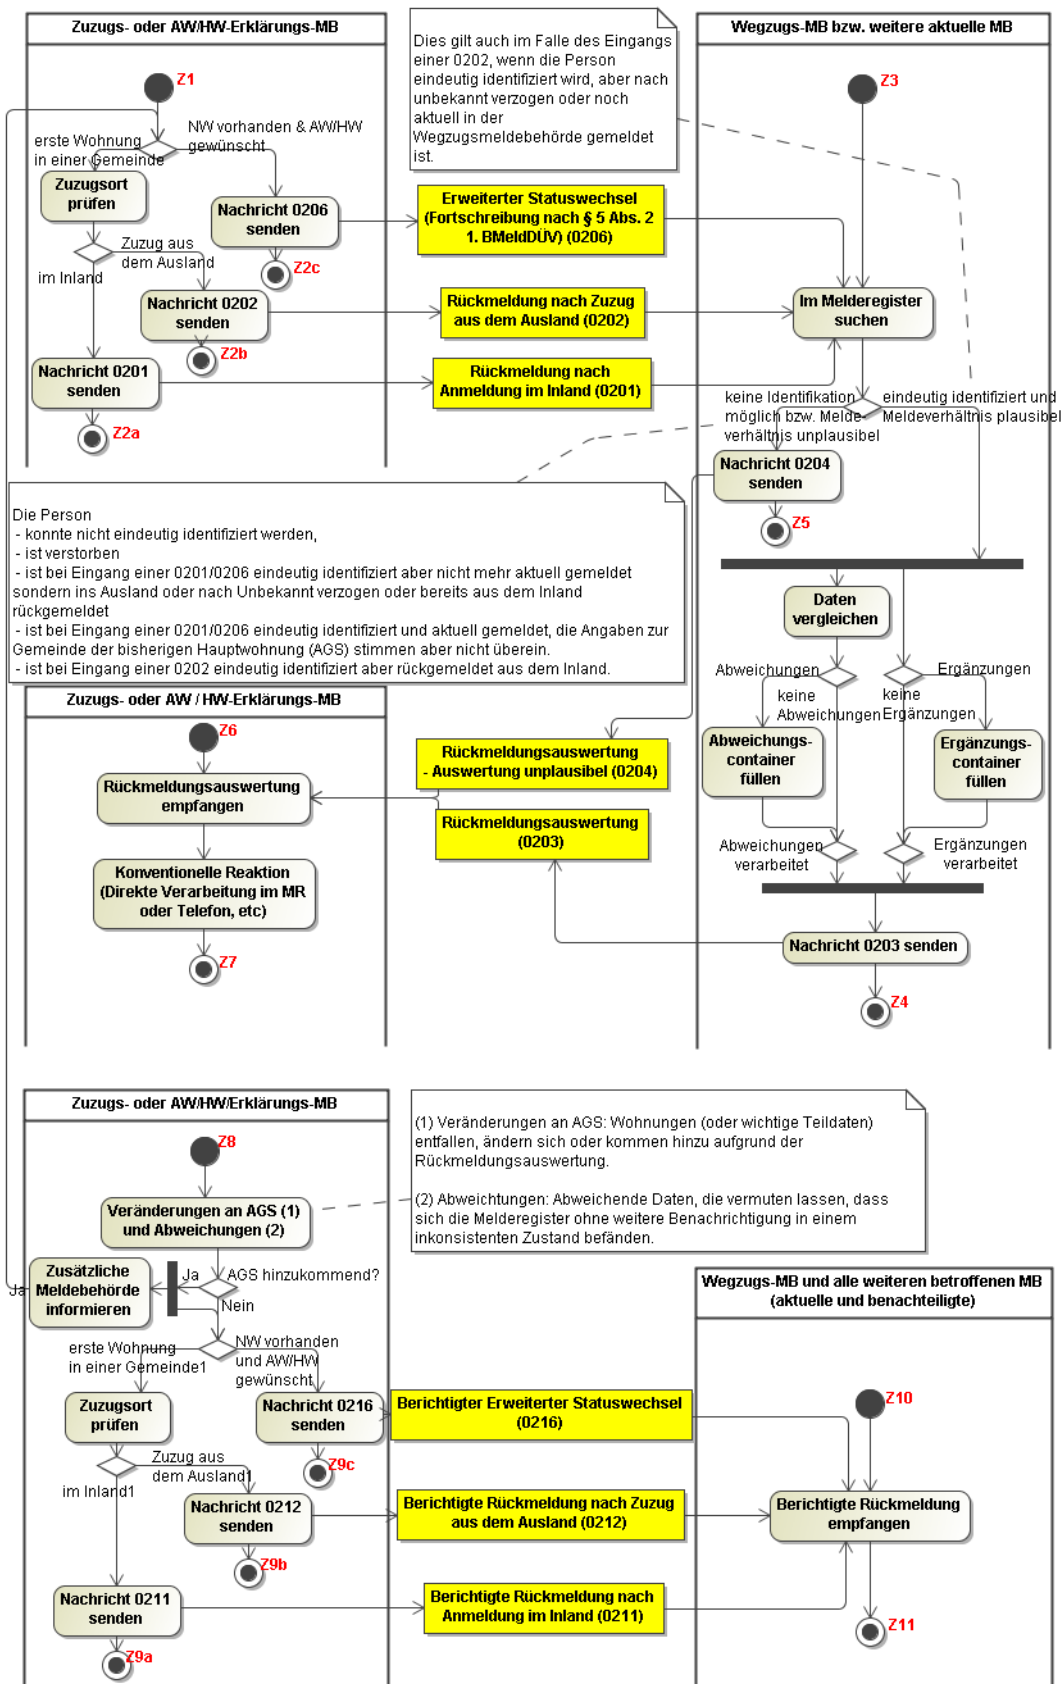 Zuzugs- oder AW/HW-Erklärungs-MB
Z1
erste Wohnung
in einer Gemeinde
NW vorhanden & AW/HW
gewünscht
Zuzugsort
prüfen
Nachricht 0206
senden
Zuzug aus
dem Ausland
im Inland
Z2c
Nachricht 0202
senden
Z2b
Nachricht 0201
senden
Z2a
Dies gilt auch im Falle des Eingangs
einer 0202, wenn die Person
eindeutig identifiziert wird, aber nach
unbekannt verzogen oder noch
aktuell in der
Wegzugsmeldebehörde gemeldet
ist.
Erweiterter Statuswechsel
(Fortschreibung nach § 5 Abs. 2
1. BMeldDÜV) (0206)
Rückmeldung nach Zuzug
aus dem Ausland (0202)
Rückmeldung nach
Anmeldung im Inland (0201)
Wegzugs-MB bzw. weitere aktuelle MB
Z3
Im Melderegister
suchen
keine Identifikation
möglich bzw. Melde-
verhältnis unplausibel
eindeutig identifiziert und
Meldeverhältnis plausibel
Nachricht 0204
senden
Z5
Die Person
- konnte nicht eindeutig identifiziert werden,
- ist verstorben
- ist bei Eingang einer 0201/0206 eindeutig identifiziert aber nicht mehr aktuell gemeldet
sondern ins Ausland oder nach Unbekannt verzogen oder bereits aus dem Inland
rückgemeldet
- ist bei Eingang einer 0201/0206 eindeutig identifiziert und aktuell gemeldet, die Angaben zur
Gemeinde der bisherigen Hauptwohnung (AGS) stimmen aber nicht überein.
- ist bei Eingang einer 0202 eindeutig identifiziert aber rückgemeldet aus dem Inland.
Daten
vergleichen
Abweichungen
keine
Abweichungen
Ergänzungen
keine
Ergänzungen
Abweichungs-
container
füllen
Ergänzungs-
container
füllen
Abweichungen
verarbeitet
Ergänzungen
verarbeitet
Nachricht 0203 senden
Z4
Zuzugs- oder AW / HW-Erklärungs-MB
Z6
Rückmeldungsauswertung
empfangen
Konventionelle Reaktion
(Direkte Verarbeitung im MR
oder Telefon, etc)
Z7
Rückmeldungsauswertung
- Auswertung unplausibel (0204)
Rückmeldungsauswertung
(0203)
Zuzugs- oder AW/HW/Erklärungs-MB
Z8
Veränderungen an AGS (1)
und Abweichungen (2)
Zusätzliche
Meldebehörde
informieren
Ja
Ja
AGS hinzukommend?
Nein
erste Wohnung
in einer Gemeinde1
NW vorhanden
und AW/HW
gewünscht
Zuzugsort
prüfen
Nachricht 0216
senden
Zuzug aus
dem Ausland1
im Inland1
Z9c
Nachricht 0212
senden
Z9b
Nachricht 0211
senden
Z9a
(1) Veränderungen an AGS: Wohnungen (oder wichtige Teildaten)
entfallen, ändern sich oder kommen hinzu aufgrund der
Rückmeldungsauswertung.
(2) Abweichtungen: Abweichende Daten, die vermuten lassen, dass
sich die Melderegister ohne weitere Benachrichtigung in einem
inkonsistenten Zustand befänden.
Berichtigter Erweiterter Statuswechsel
(0216)
Berichtigte Rückmeldung nach Zuzug
aus dem Ausland (0212)
Berichtigte Rückmeldung nach
Anmeldung im Inland (0211)
Wegzugs-MB und alle weiteren betroffenen MB
(aktuelle und benachteiligte)
Z10
Berichtigte Rückmeldung
empfangen
Z11